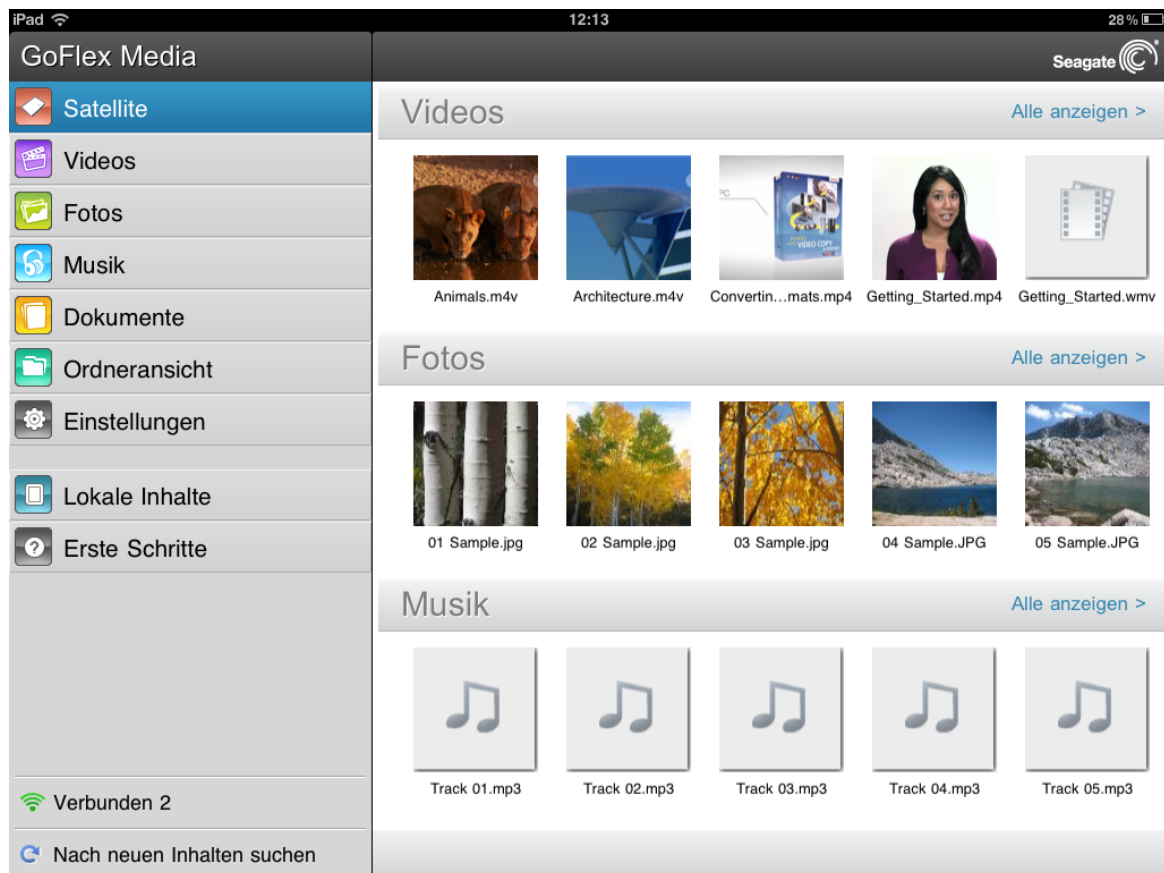 iPad 12:13 28%
GoFlex Media
Seagate
Satellite
Videos
Fotos
Musik
Dokumente
Ordneransicht
Einstellungen
Lokale Inhalte
Erste Schritte
Verbunden 2
Nach neuen Inhalten suchen
Videos Alle anzeigen >
PC
VIDEO COPY
Animals.m4v Architecture.m4v Convertin...mats.mp4 Getting_Started.mp4 Getting_Started.wmv
Fotos Alle anzeigen >
01 Sample.jpg 02 Sample.jpg 03 Sample.jpg 04 Sample.JPG 05 Sample.JPG
Musik Alle anzeigen >
Track 01.mp3 Track 02.mp3 Track 03.mp3 Track 04.mp3 Track 05.mp3